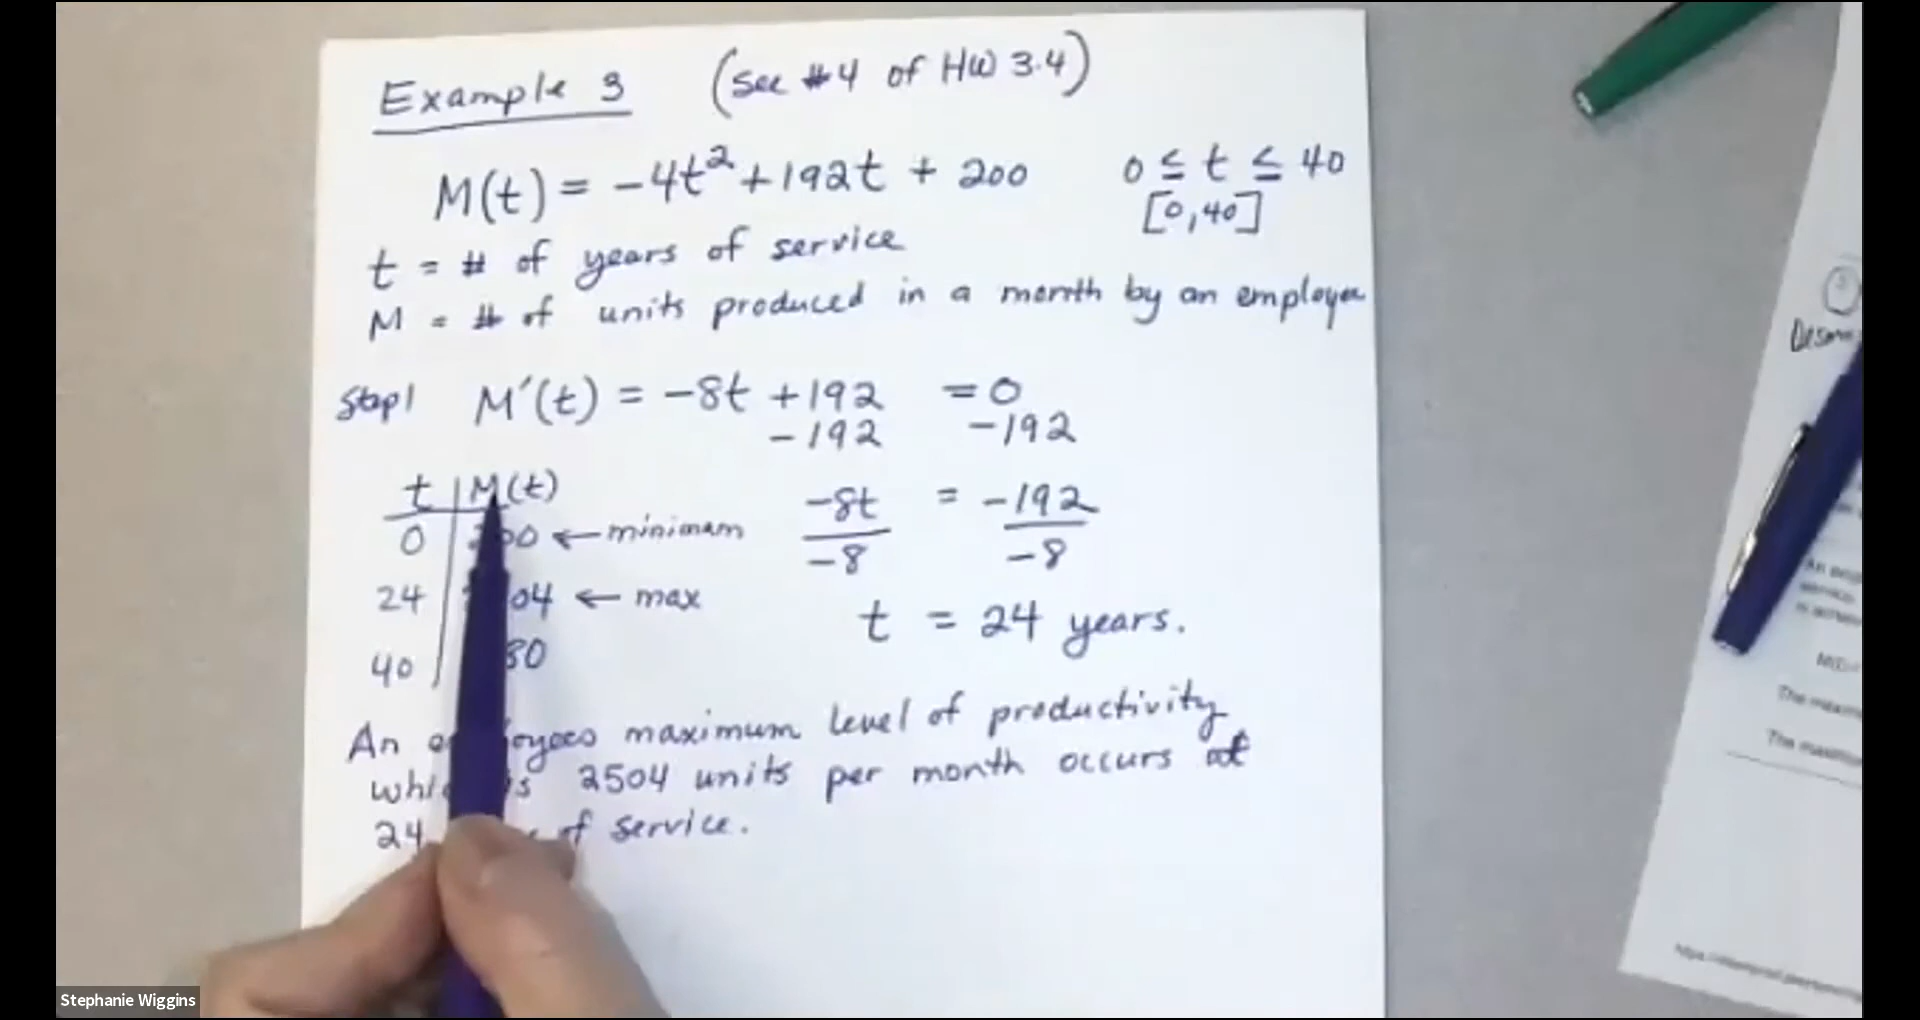 Example 3 (See #4 of HW 3.4)
M(t) = -4t² + 192t + 200 0 ≤ t ≤ 40
[0,40]
t = # of years of service
M = # of units produced in a month by an employee
Step 1 M'(t) = -8t + 192 = 0
-192 -192
t | M(t)
-8t = -192
0 ← minimum
-8 -8
24 ← max
t = 24 years.
40
An maximum level of productivity
2504 units per month occurs at
24 of service.
Stephanie Wiggins